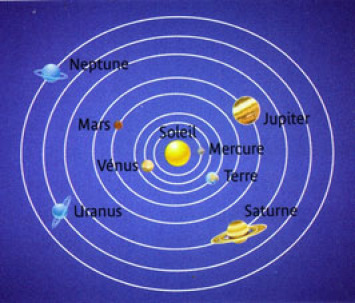 Neptune
Jupiter
Mars
Soleil
Mercure
Vénus
Terre
Uranus
Saturne